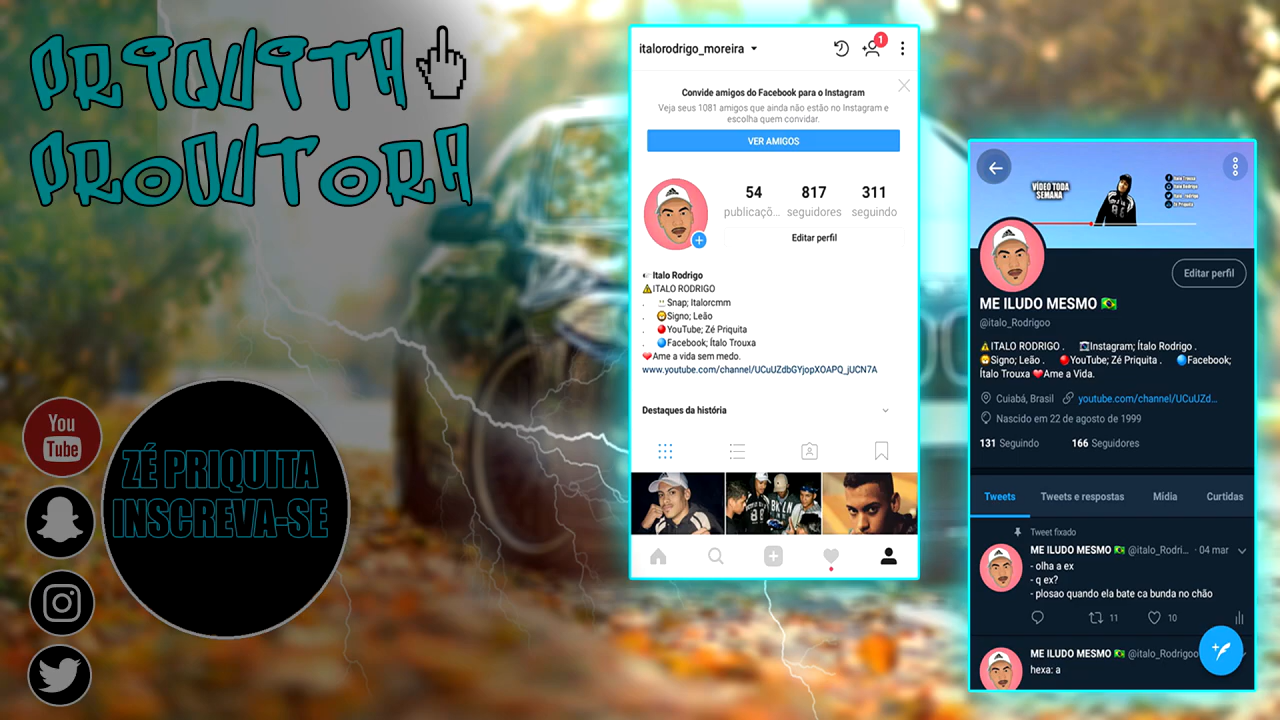 PRIQUITA
PRODUTORA
You
Tube
ZÉ PRIQUITA
INSCREVA-SE
italorodrigo_moreira
1
Convide amigos do Facebook para o Instagram
Veja seus 1081 amigos que ainda não estão no Instagram e
escolha quem convidar.
VER AMIGOS
54 817 311
publicaçõ... seguidores seguindo
Editar perfil
Italo Rodrigo
⚠ITALO RODRIGO
. Snap; Italorcmm
. Signo; Leão
. YouTube; Zé Priquita
. Facebook; Ítalo Trouxa
❤Ame a vida sem medo.
www.youtube.com/channel/UCuUZdbGYjopXOAPQ_jUCN7A
Destaques da história
VÍDEO TODA
SEMANA
Ítalo Trouxa
Zé Priquita
Editar perfil
ME ILUDO MESMO 🇧🇷
@italo_Rodrigoo
⚠ITALO RODRIGO . Instagram; Ítalo Rodrigo .
Signo; Leão . YouTube; Zé Priquita . Facebook;
Ítalo Trouxa ❤Ame a Vida.
Cuiabá, Brasil youtube.com/channel/UCuUZd...
Nascido em 22 de agosto de 1999
131 Seguindo 166 Seguidores
Tweets Tweets e respostas Mídia Curtidas
Tweet fixado
ME ILUDO MESMO 🇧🇷 @italo_Rodri... · 04 mar
- olha a ex
- q ex?
- plosao quando ela bate ca bunda no chão
11 10
ME ILUDO MESMO 🇧🇷 @italo_Rodrigoo
hexa: a